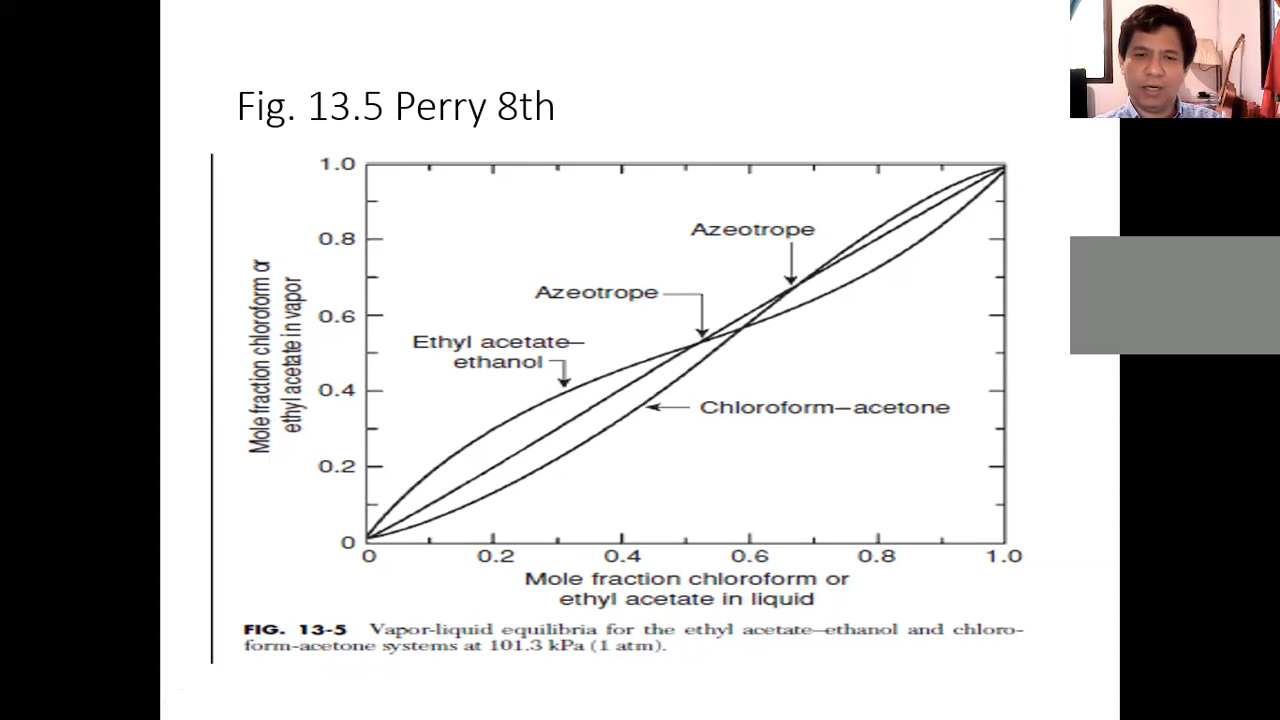 Fig. 13.5 Perry 8th
1.0
0.8
0.6
0.4
0.2
0
Mole fraction chloroform or
ethyl acetate in vapor
Azeotrope
Azeotrope
Ethyl acetate–
ethanol
Chloroform–acetone
0
0.2
0.4
0.6
0.8
1.0
Mole fraction chloroform or
ethyl acetate in liquid
FIG. 13-5 Vapor-liquid equilibria for the ethyl acetate–ethanol and chloro-
form-acetone systems at 101.3 kPa (1 atm).